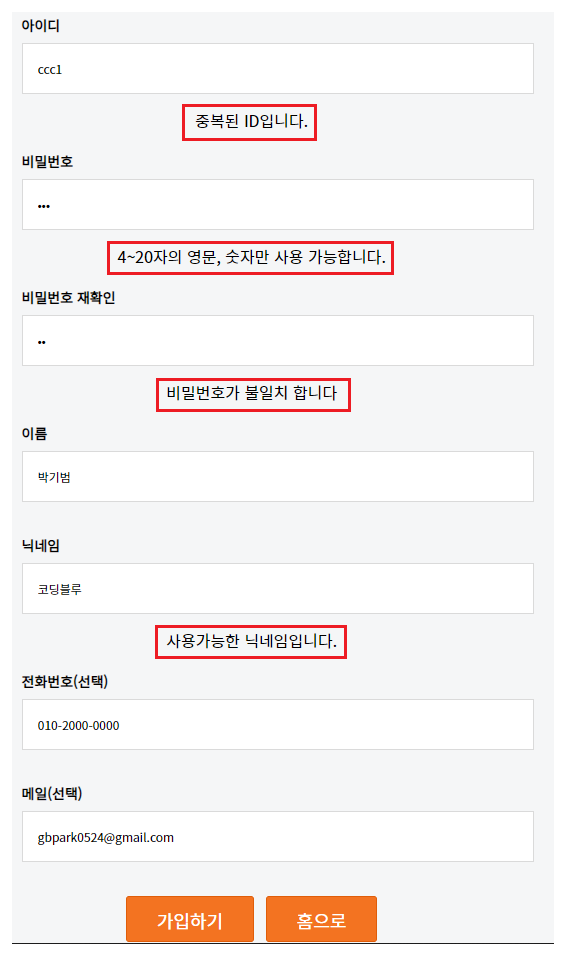 아이디
ccc1
중복된 ID입니다.
비밀번호
•••
4~20자의 영문, 숫자만 사용 가능합니다.
비밀번호 재확인
••
비밀번호가 불일치 합니다
이름
박기범
닉네임
코딩블루
사용가능한 닉네임입니다.
전화번호(선택)
010-2000-0000
메일(선택)
gbpark0524@gmail.com
가입하기 홈으로